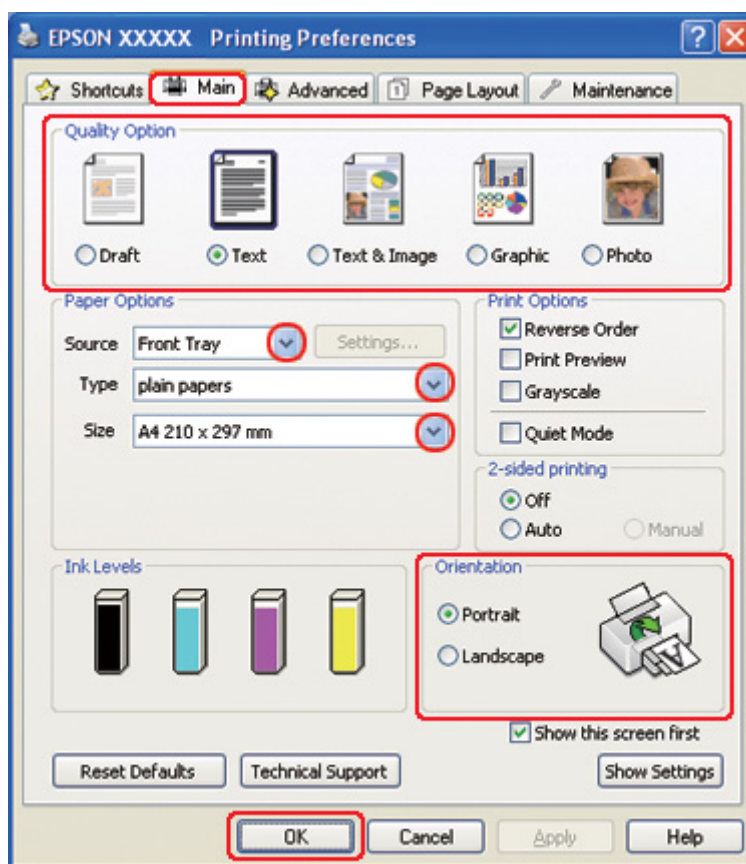 EPSON XXXXX Printing Preferences
Shortcuts Main Advanced Page Layout Maintenance
Quality Option
Draft Text Text & Image Graphic Photo
Paper Options
Source Front Tray Settings...
Type plain papers
Size A4 210 x 297 mm
Print Options
Reverse Order
Print Preview
Grayscale
Quiet Mode
2-sided printing
Off
Auto Manual
Ink Levels
Orientation
Portrait
Landscape
Show this screen first
Reset Defaults Technical Support Show Settings
OK Cancel Apply Help